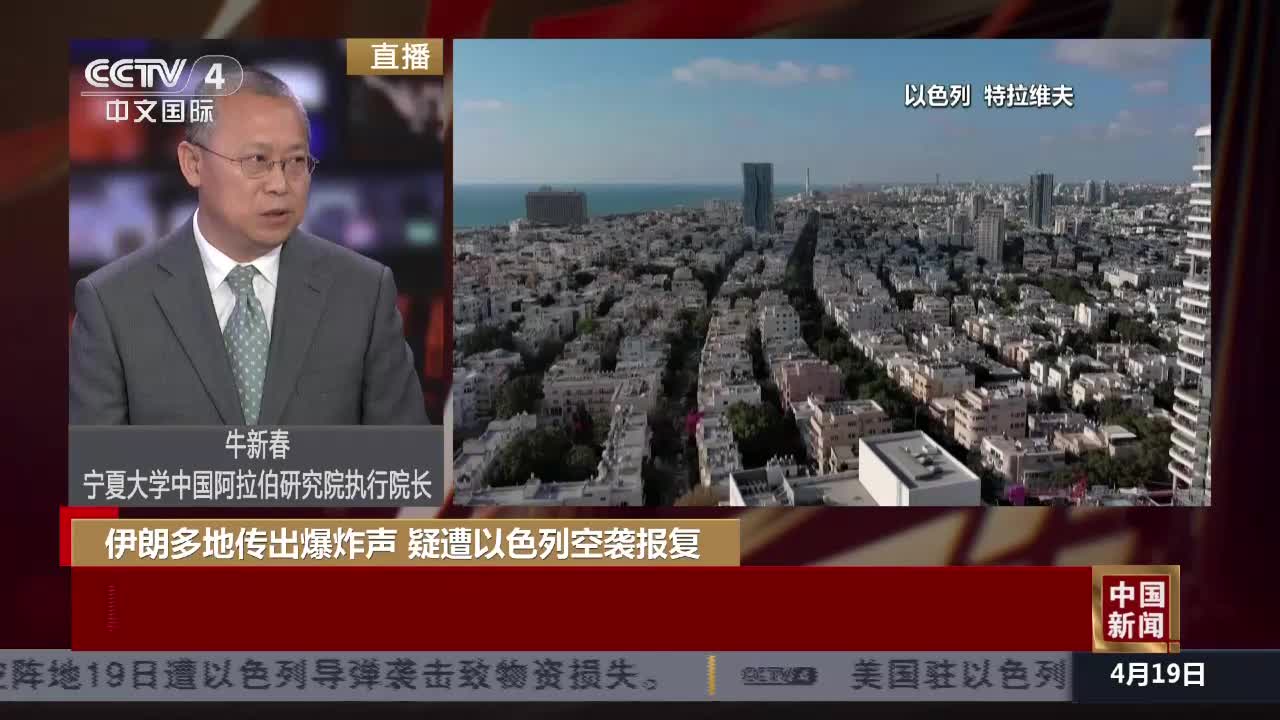 CCTV 4
中文国际
直播
以色列 特拉维夫
牛新春
宁夏大学中国阿拉伯研究院执行院长
伊朗多地传出爆炸声 疑遭以色列空袭报复
中国
新闻
阵地19日遭以色列导弹袭击致物资损失。 CCTV 4 美国驻以色列
4月19日